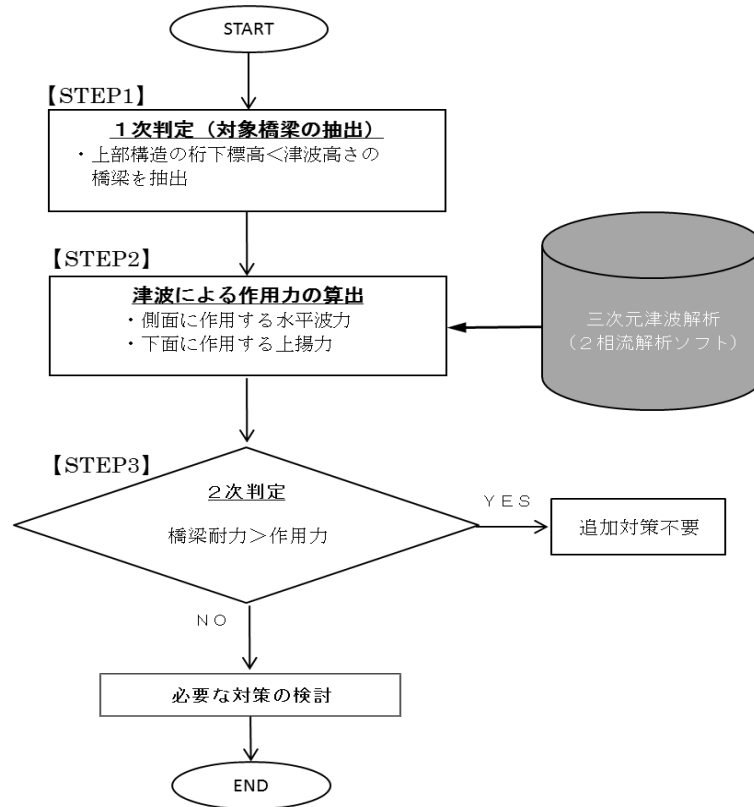 START
【STEP1】
１次判定（対象橋梁の抽出）
・上部構造の桁下標高＜津波高さの
橋梁を抽出
【STEP2】
津波による作用力の算出
・側面に作用する水平波力
・下面に作用する上揚力
三次元津波解析
（２相流解析ソフト）
【STEP3】
２次判定
橋梁耐力＞作用力
ＹＥＳ
追加対策不要
ＮＯ
必要な対策の検討
END